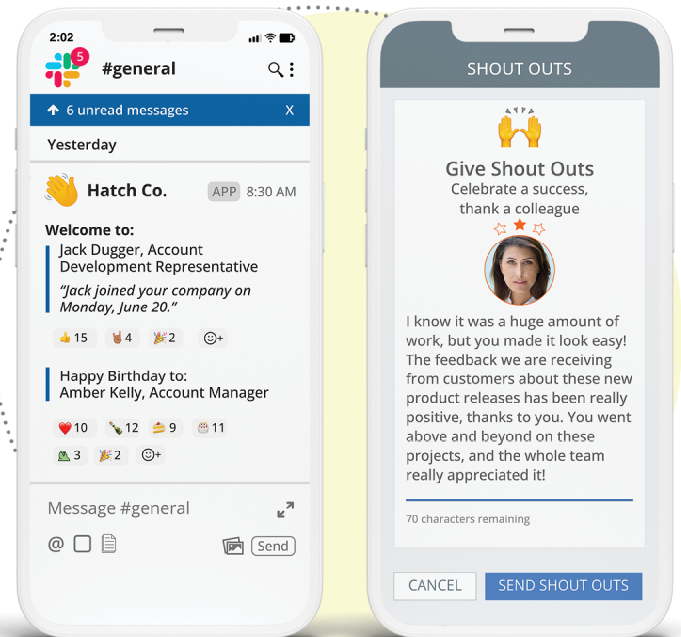 2:02
5
#general
6 unread messages
X
Yesterday
Hatch Co.
APP
8:30 AM
Welcome to:
Jack Dugger, Account
Development Representative
“Jack joined your company on
Monday, June 20.”
15
4
2
+
Happy Birthday to:
Amber Kelly, Account Manager
10
12
9
11
3
2
+
Message #general
@
Send
SHOUT OUTS
Give Shout Outs
Celebrate a success,
thank a colleague
I know it was a huge amount of
work, but you made it look easy!
The feedback we are receiving
from customers about these new
product releases has been really
positive, thanks to you. You went
above and beyond on these
projects, and the whole team
really appreciated it!
70 characters remaining
CANCEL
SEND SHOUT OUTS